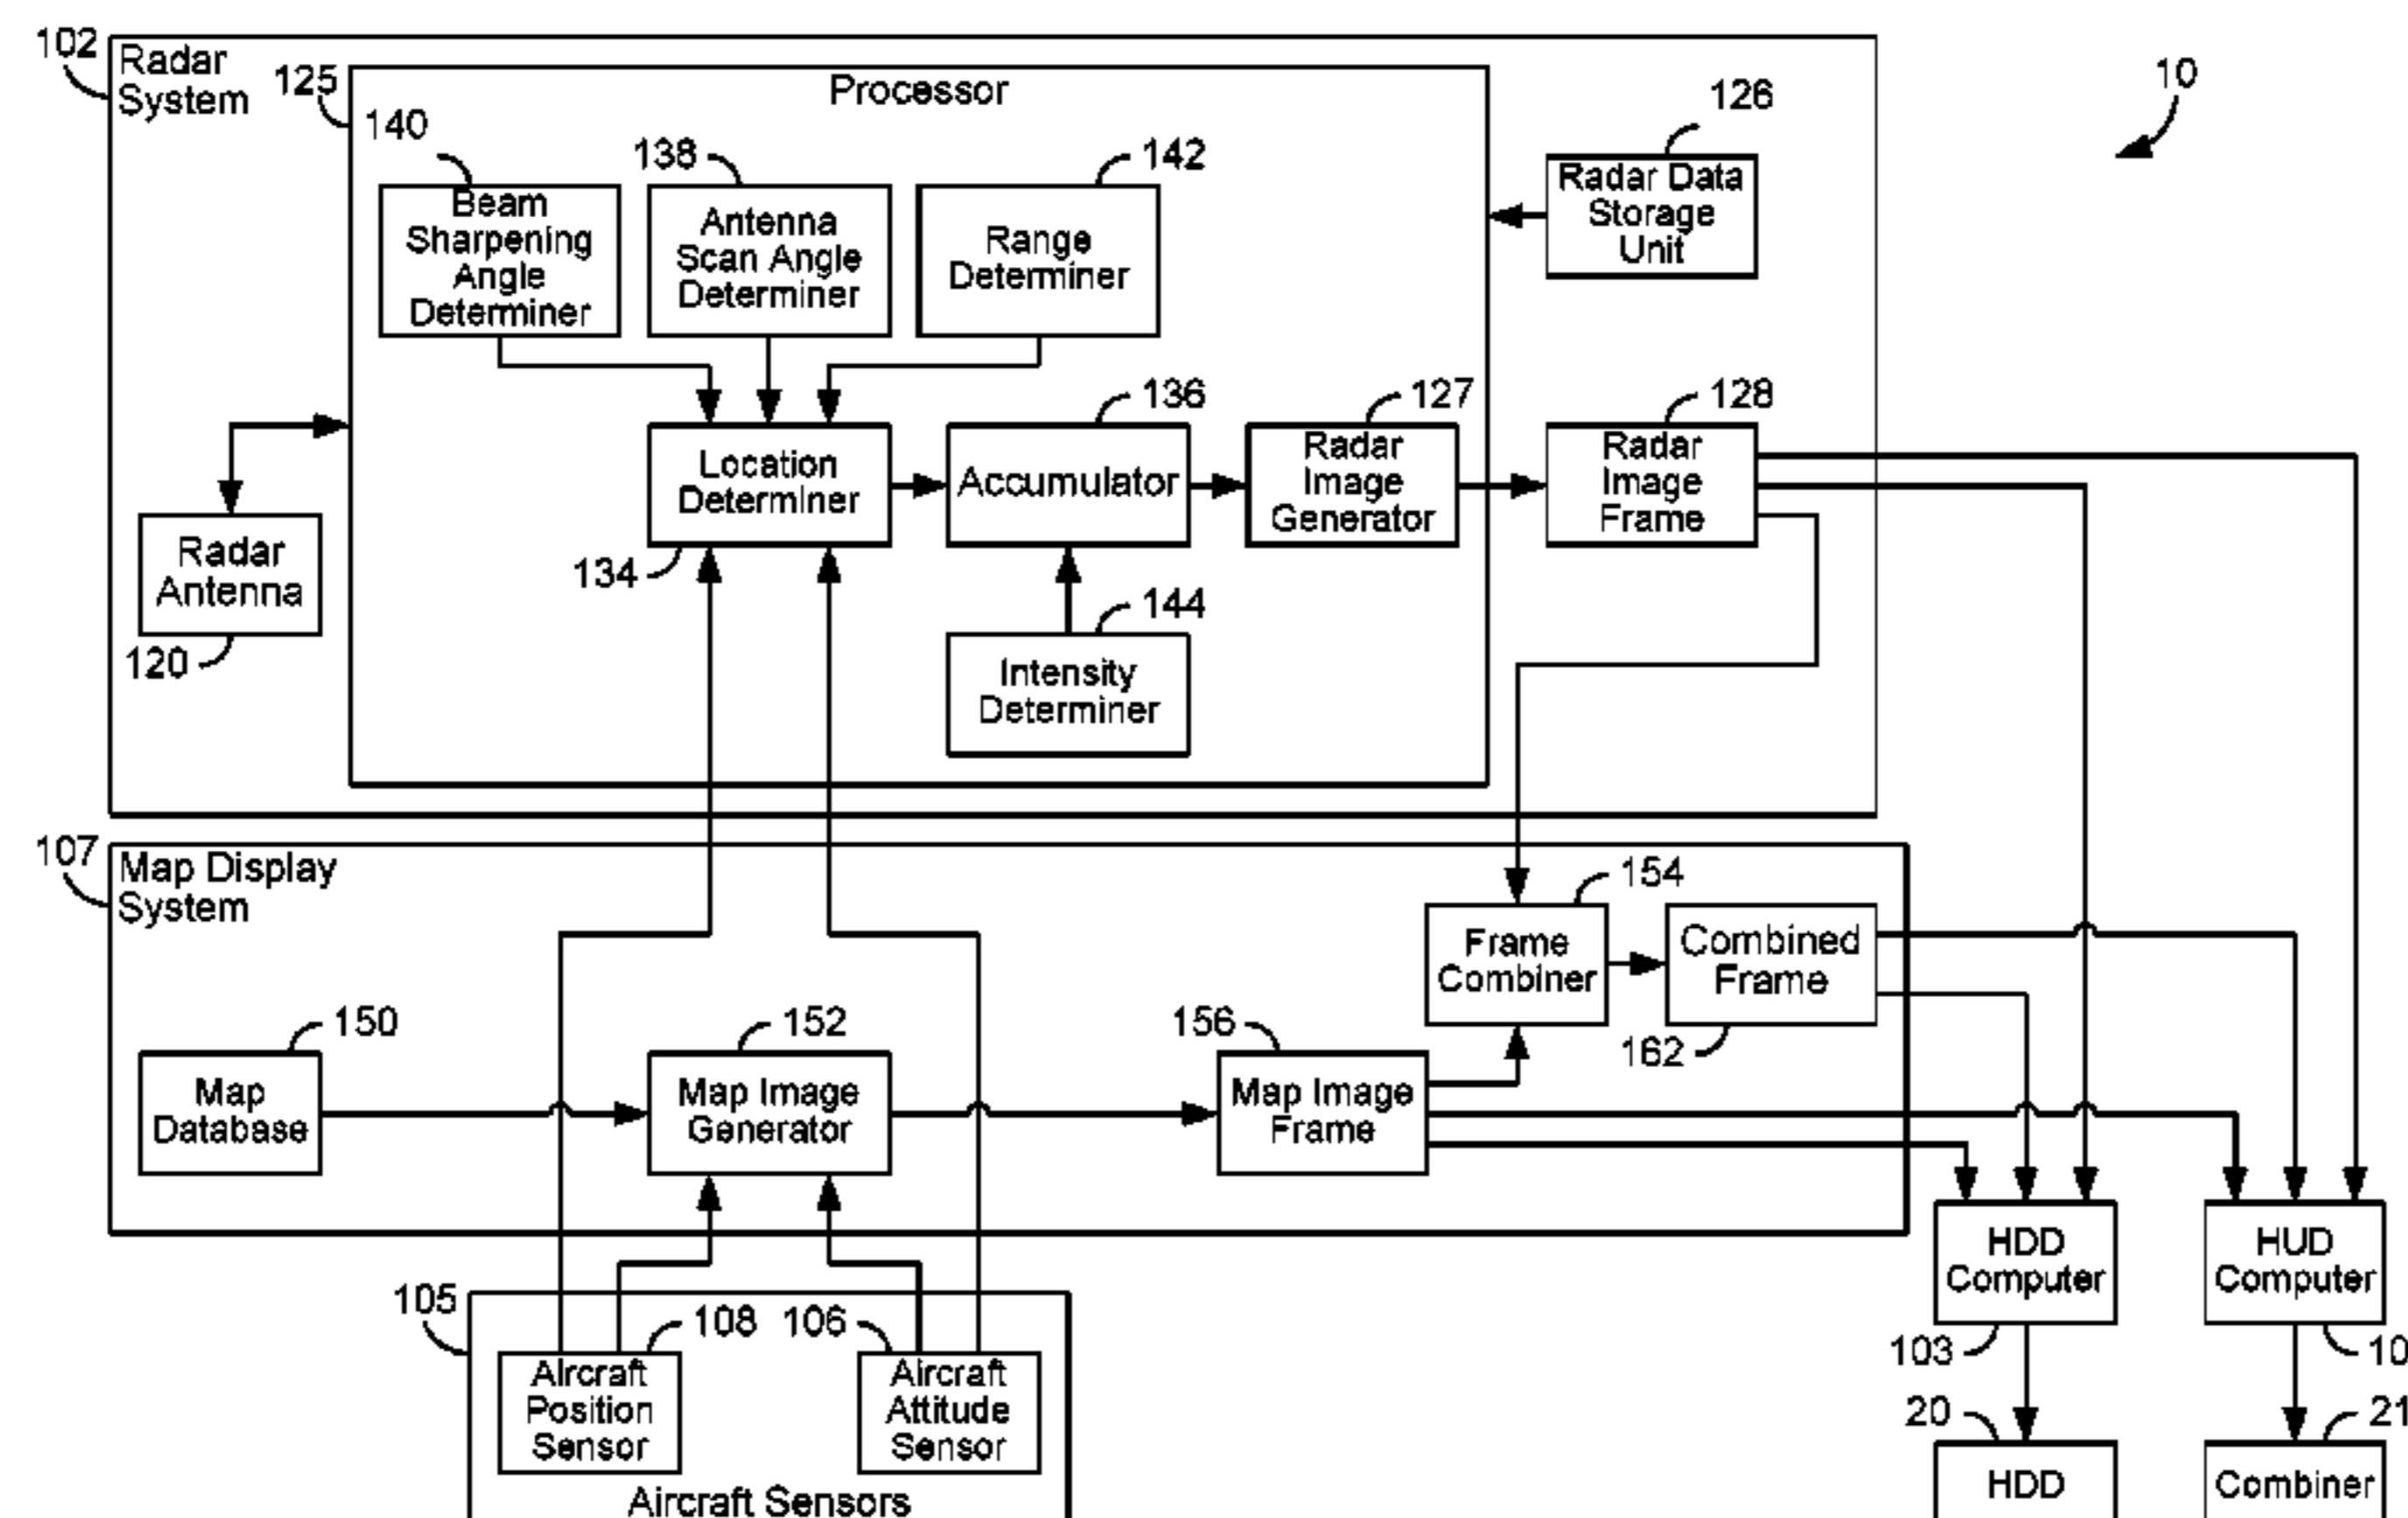 102
Radar
System
125
Processor
10
126
140
138
142
Beam
Sharpening
Angle
Determiner
Antenna
Scan Angle
Determiner
Range
Determiner
Radar Data
Storage
Unit
136
127
128
Location
Determiner
Accumulator
Radar
Image
Generator
Radar
Image
Frame
134
Radar
Antenna
120
144
Intensity
Determiner
107
Map Display
System
154
Frame
Combiner
Combined
Frame
162
150
152
156
Map
Database
Map Image
Generator
Map Image
Frame
HDD
Computer
HUD
Computer
103
10
105
108
106
Aircraft
Position
Sensor
Aircraft
Attitude
Sensor
Aircraft Sensors
20
21
HDD
Combiner